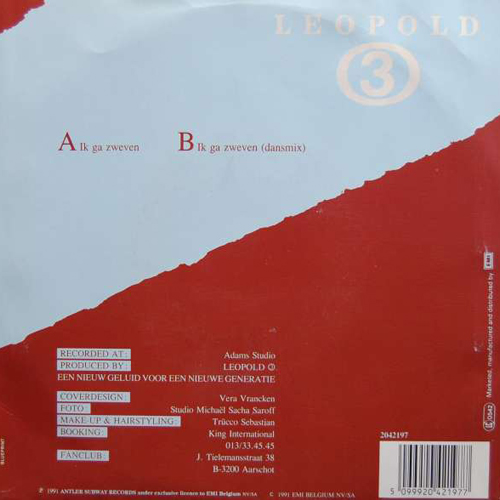 LEOPOLD
3
A Ik ga zweven B Ik ga zweven (dansmix)
RECORDED AT : Adams Studio
PRODUCED BY : LEOPOLD 3
EEN NIEUW GELUID VOOR EEN NIEUWE GENERATIE
COVERDESIGN : Vera Vrancken
FOTO : Studio Michaël Sacha Saroff
MAKE-UP & HAIRSTYLING : Trücco Sebastian
BOOKING : King International
013/33.45.45
FANCLUB : J. Tielemansstraat 38
B-3200 Aarschot
℗ 1991 ANTLER SUBWAY RECORDS under exclusive licence to EMI Belgium NV/SA © 1991 EMI BELGIUM NV/SA
2042197
5 099920 421977
Marketed, manufactured and distributed by EMI
BLUEPRINT